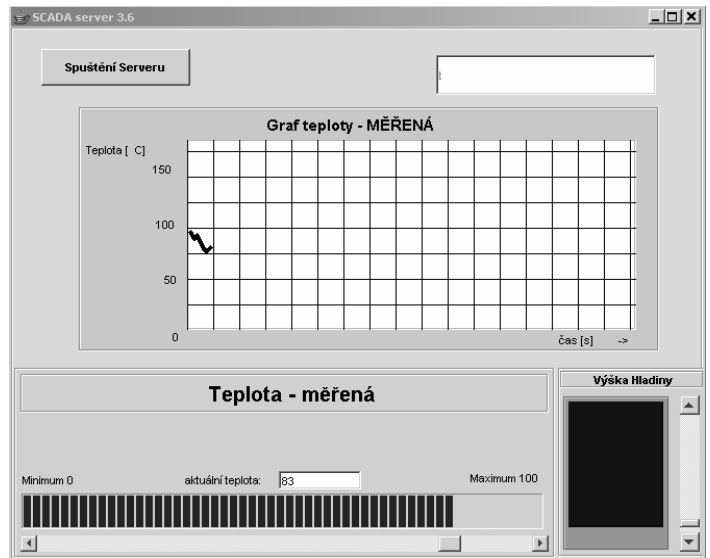 SCADA server 3.6
Spuštění Serveru
t
Graf teploty - MĚŘENÁ
Teplota [ C]
150
100
50
0
čas [s] ->
Teplota - měřená
Minimum 0
aktuální teplota: 83
Maximum 100
Výška Hladiny